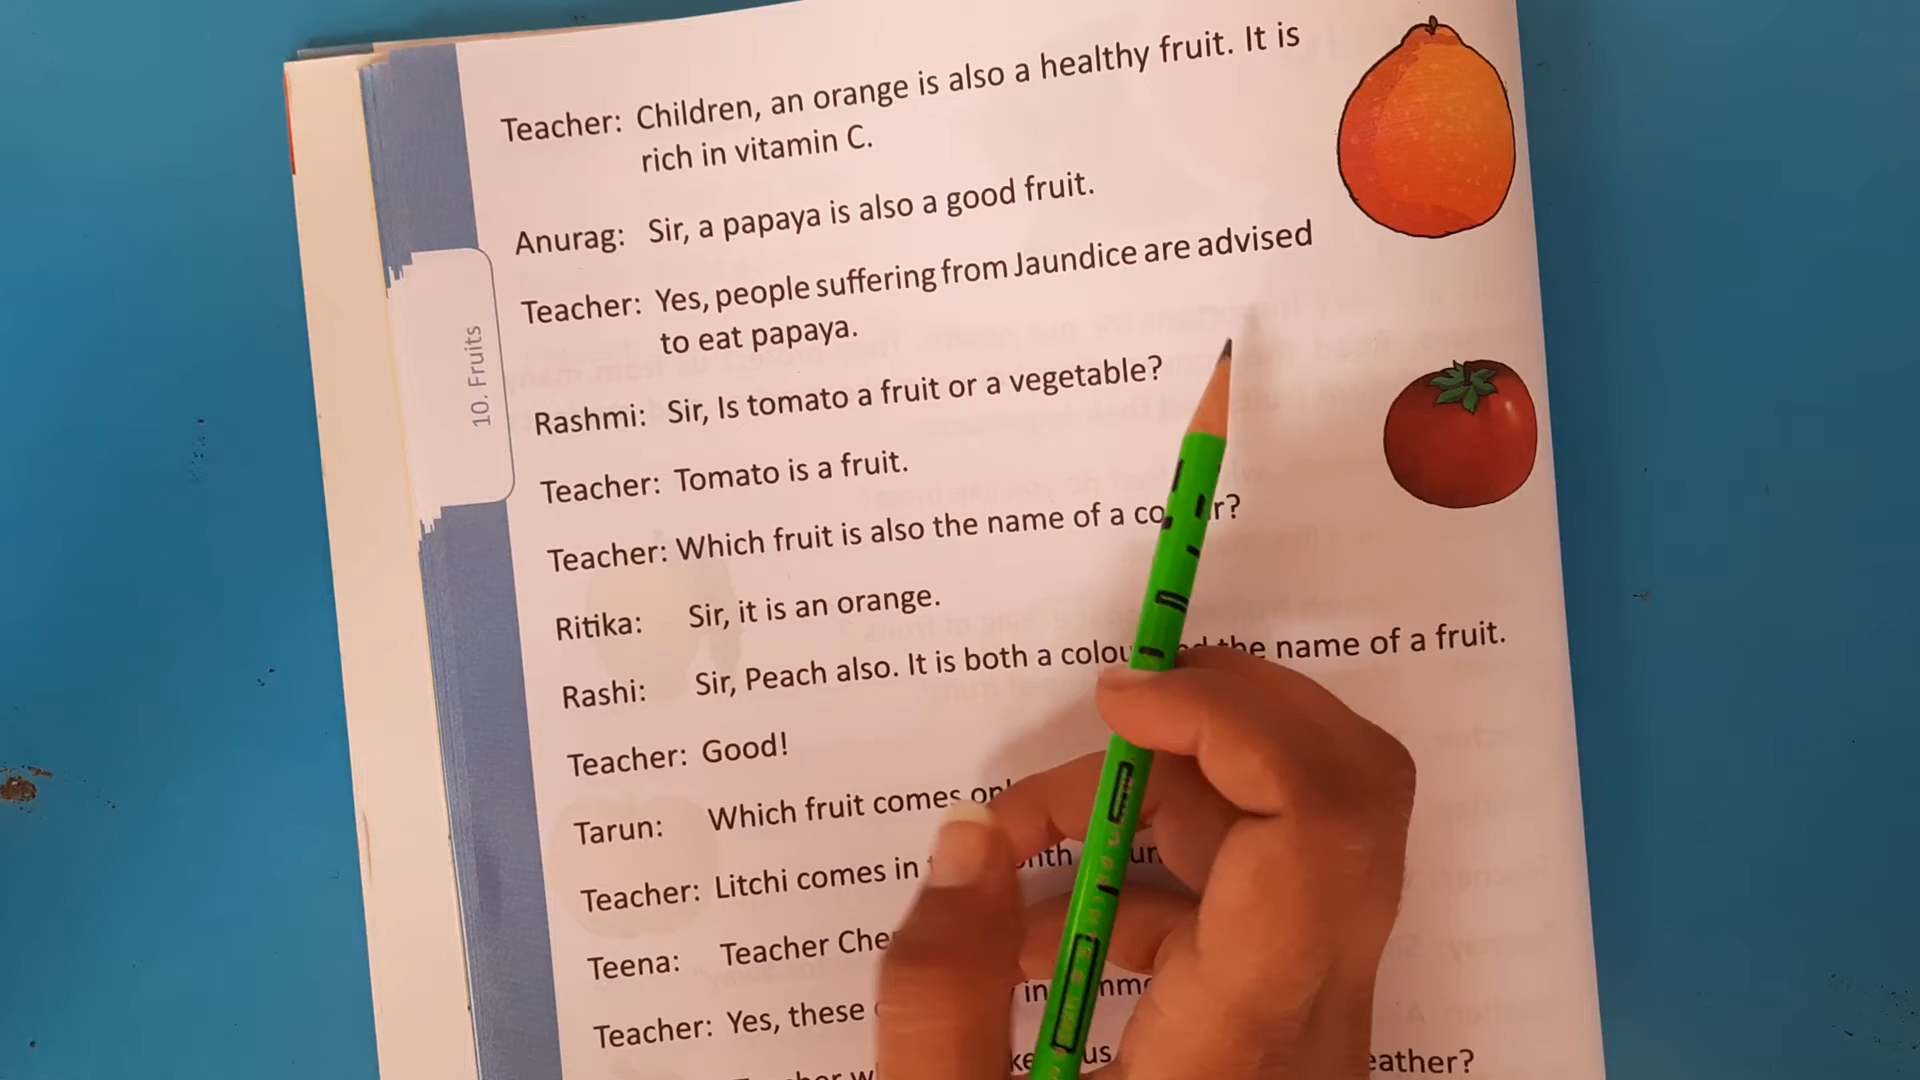 Teacher: Children, an orange is also a healthy fruit. It is
rich in vitamin C.
Anurag: Sir, a papaya is also a good fruit.
Teacher: Yes, people suffering from Jaundice are advised
to eat papaya.
10. Fruits
Rashmi: Sir, Is tomato a fruit or a vegetable?
Teacher: Tomato is a fruit.
Teacher: Which fruit is also the name of a
Ritika: Sir, it is an orange.
Rashi: Sir, Peach also. It is both a the name of a fruit.
Teacher: Good!
Tarun: Which fruit comes
Teacher: Litchi comes in
Teena: Teacher
Teacher: Yes, these in